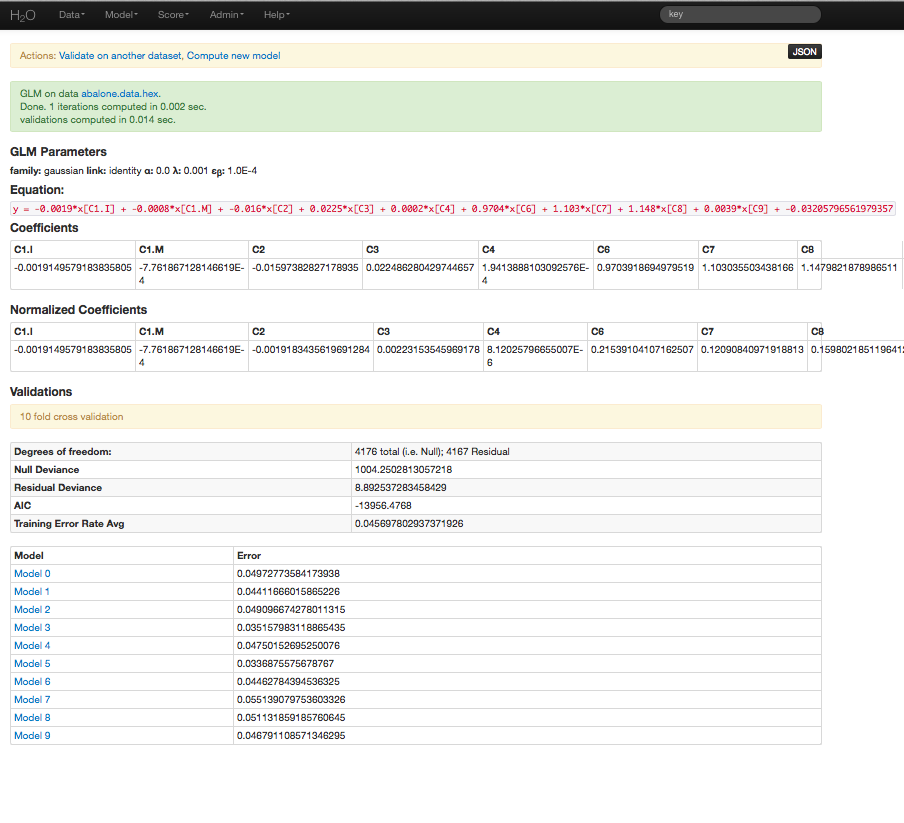 H2O Data Model Score Admin Help key
Actions: Validate on another dataset, Compute new model JSON
GLM on data abalone.data.hex.
Done. 1 iterations computed in 0.002 sec.
validations computed in 0.014 sec.
GLM Parameters
family: gaussian link: identity α: 0.0 λ: 0.001 εβ: 1.0E-4
Equation:
y = -0.0019*x[C1.I] + -0.0008*x[C1.M] + -0.016*x[C2] + 0.0225*x[C3] + 0.0002*x[C4] + 0.9704*x[C6] + 1.103*x[C7] + 1.148*x[C8] + 0.0039*x[C9] + -0.03205796561979357
Coefficients
C1.I C1.M C2 C3 C4 C6 C7 C8
-0.0019149579183835805 -7.761867128146619E- -0.01597382827178935 0.022486280429744657 1.9413888103092576E- 0.9703918694979519 1.103035503438166 1.1479821878986511
4 4
Normalized Coefficients
C1.I C1.M C2 C3 C4 C6 C7 C8
-0.0019149579183835805 -7.761867128146619E- -0.0019183435619691284 0.00223153545969178 8.12025796655007E- 0.21539104107162507 0.12090840971918813
4 6
Validations
10 fold cross validation
Degrees of freedom: 4176 total (i.e. Null); 4167 Residual
Null Deviance 1004.2502813057218
Residual Deviance 8.892537283458429
AIC -13956.4768
Training Error Rate Avg 0.045697802937371926
Model Error
Model 0 0.04972773584173938
Model 1 0.04411666015865226
Model 2 0.049096674278011315
Model 3 0.035157983118865435
Model 4 0.04750152695250076
Model 5 0.0336875575678767
Model 6 0.04462784394536325
Model 7 0.055139079753603326
Model 8 0.051131859185760645
Model 9 0.046791108571346295